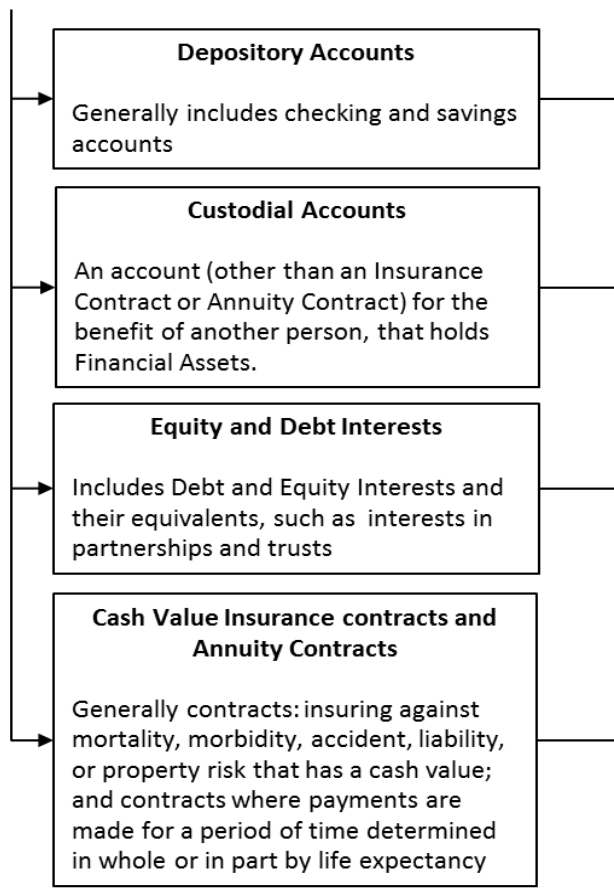 Depository Accounts
Generally includes checking and savings
accounts
Custodial Accounts
An account (other than an Insurance
Contract or Annuity Contract) for the
benefit of another person, that holds
Financial Assets.
Equity and Debt Interests
Includes Debt and Equity Interests and
their equivalents, such as interests in
partnerships and trusts
Cash Value Insurance contracts and
Annuity Contracts
Generally contracts: insuring against
mortality, morbidity, accident, liability,
or property risk that has a cash value;
and contracts where payments are
made for a period of time determined
in whole or in part by life expectancy